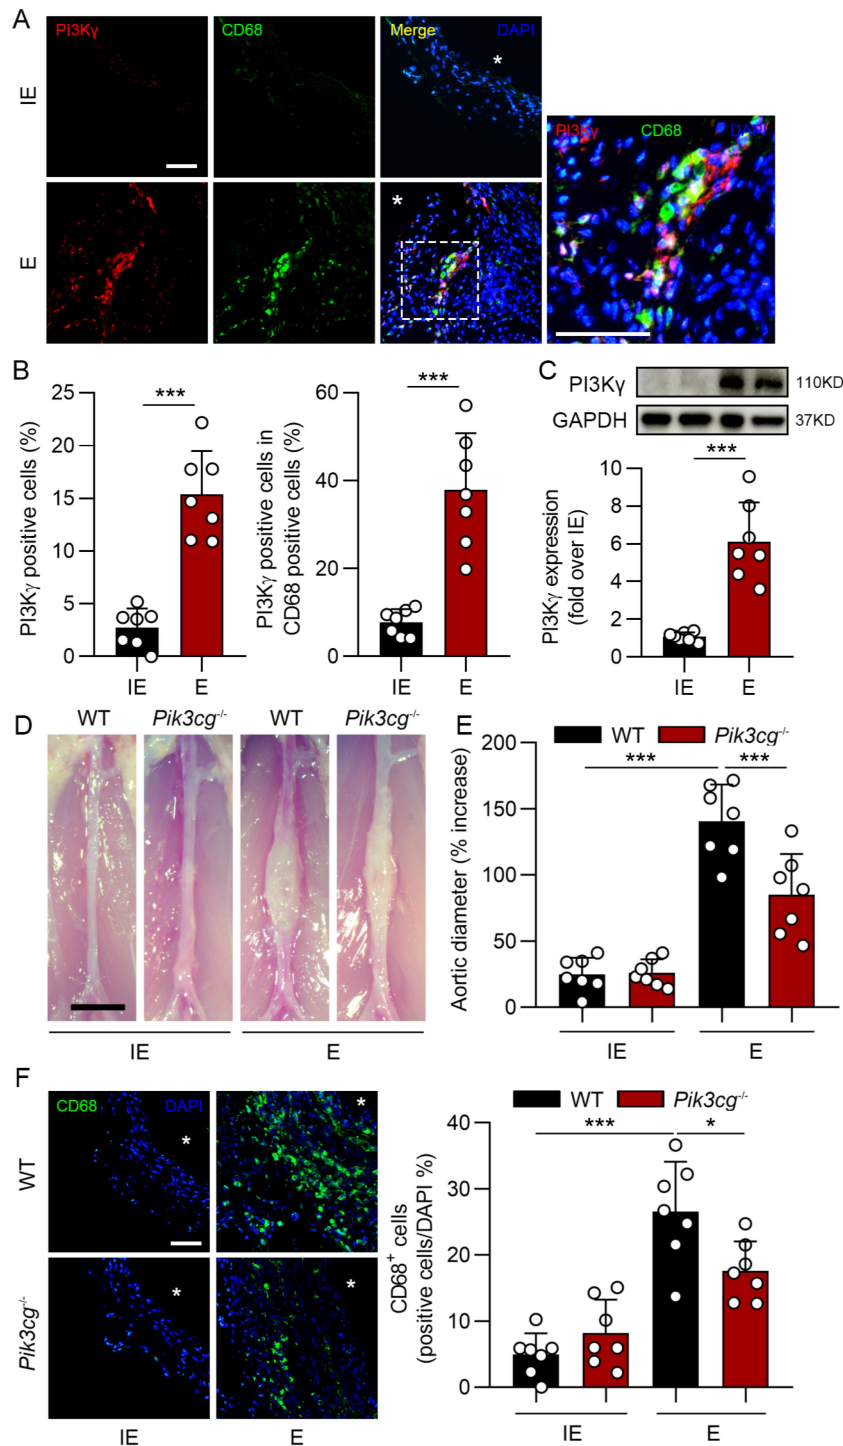 A
PI3Kγ
CD68
Merge
DAPI
*
IE
E
*
PI3Kγ
CD68
DAPI
B
25
20
15
10
5
0
PI3Kγ positive cells (%)
***
IE
E
60
40
20
0
PI3Kγ positive cells in
CD68 positive cells (%)
***
IE
E
C
PI3Kγ
110KD
GAPDH
37KD
10
8
6
4
2
0
PI3Kγ expression
(fold over IE)
***
IE
E
D
WT
Pik3cg-/-
WT
Pik3cg-/-
IE
E
E
WT
Pik3cg-/-
200
150
100
50
0
Aortic diameter (% increase)
***
***
IE
E
F
CD68
DAPI
*
*
WT
*
*
Pik3cg-/-
IE
E
WT
Pik3cg-/-
40
30
20
10
0
CD68+ cells
(positive cells/DAPI %)
***
*
IE
E